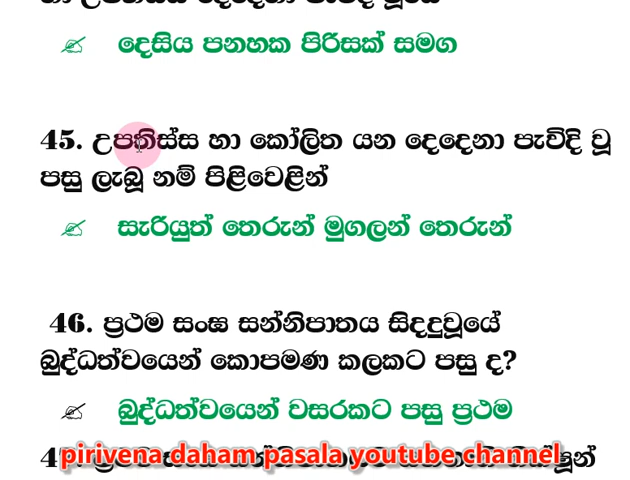 දෙසිය පනහක පිරිසක් සමග
45. උපතිස්ස හා කෝලිත යන දෙදෙනා පැවිදි වූ
පසු ලැබූ නම් පිළිවෙළින්
සැරියුත් තෙරුන් මුගලන් තෙරුන්
46. ප්‍රථම සංඝ සන්නිපාතය සිදදුවූයේ
බුද්ධත්වයෙන් කොපමණ කලකට පසු ද?
බුද්ධත්වයෙන් වසරකට පසු ප්‍රථම
pirivena daham pasala youtube channel